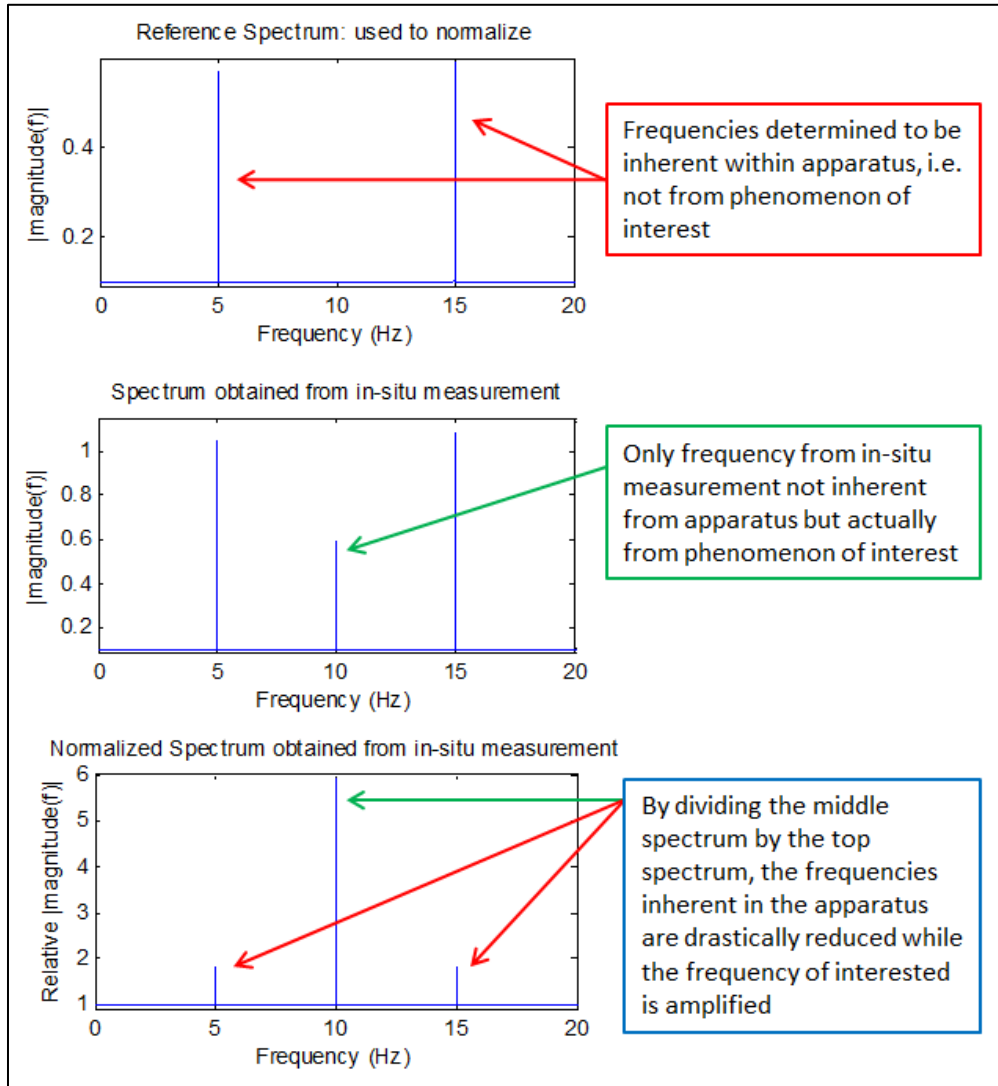 Reference Spectrum: used to normalize
|magnitude(f)|
0.4
0.2
0
5
10
15
20
Frequency (Hz)
Frequencies determined to be
inherent within apparatus, i.e.
not from phenomenon of
interest
Spectrum obtained from in-situ measurement
|magnitude(f)|
1
0.8
0.6
0.4
0.2
0
5
10
15
20
Frequency (Hz)
Only frequency from in-situ
measurement not inherent
from apparatus but actually
from phenomenon of interest
Normalized Spectrum obtained from in-situ measurement
Relative |magnitude(f)|
6
5
4
3
2
1
0
5
10
15
20
Frequency (Hz)
By dividing the middle
spectrum by the top
spectrum, the frequencies
inherent in the apparatus
are drastically reduced while
the frequency of interested
is amplified